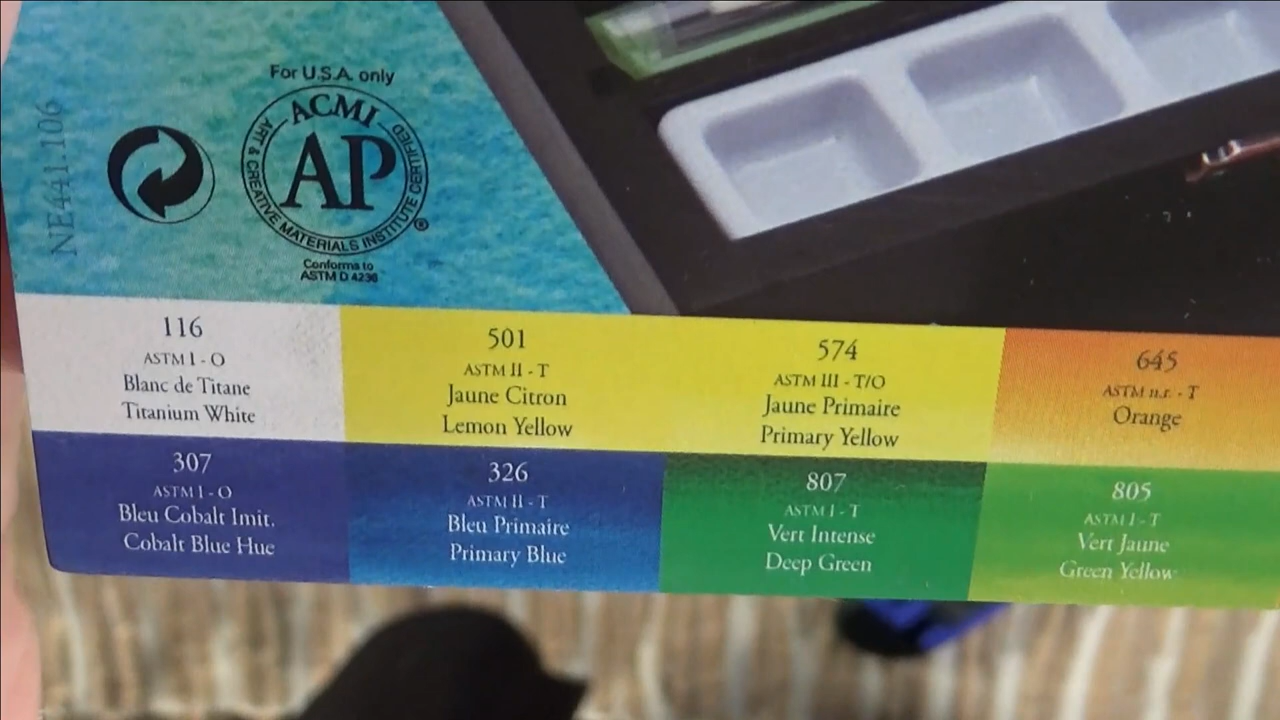 For U.S.A. only
ACMI
AP
ART & CREATIVE MATERIALS INSTITUTE CERTIFIED
®
Conforms to
ASTM D 4236
NE441.106
116
ASTM I - O
Blanc de Titane
Titanium White
501
ASTM II - T
Jaune Citron
Lemon Yellow
574
ASTM III - T/O
Jaune Primaire
Primary Yellow
645
ASTM n.r. - T
Orange
307
ASTM I - O
Bleu Cobalt Imit.
Cobalt Blue Hue
326
ASTM II - T
Bleu Primaire
Primary Blue
807
ASTM I - T
Vert Intense
Deep Green
805
ASTM I - T
Vert Jaune
Green Yellow